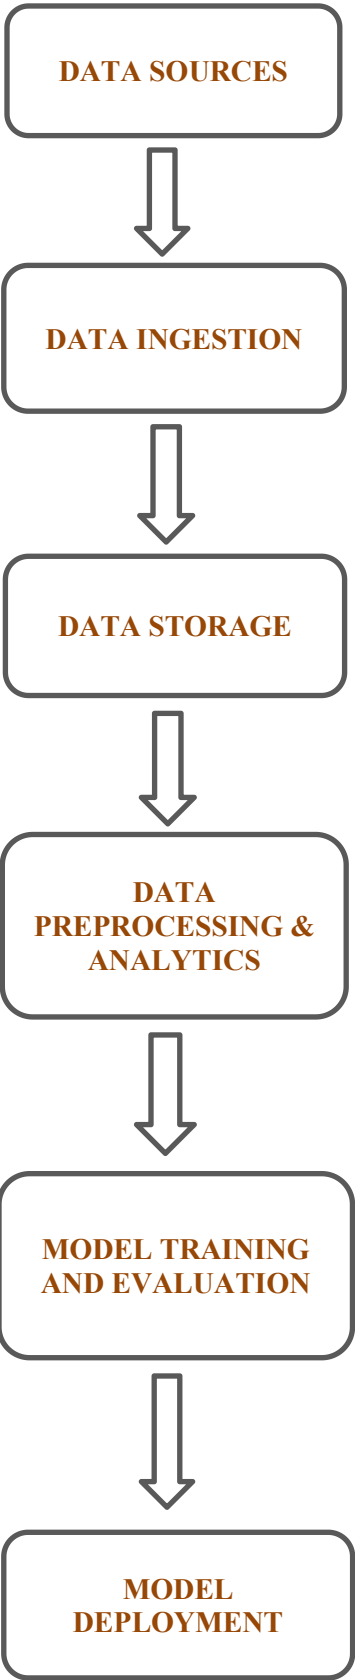 DATA SOURCES
DATA INGESTION
DATA STORAGE
DATA
PREPROCESSING &
ANALYTICS
MODEL TRAINING
AND EVALUATION
MODEL
DEPLOYMENT